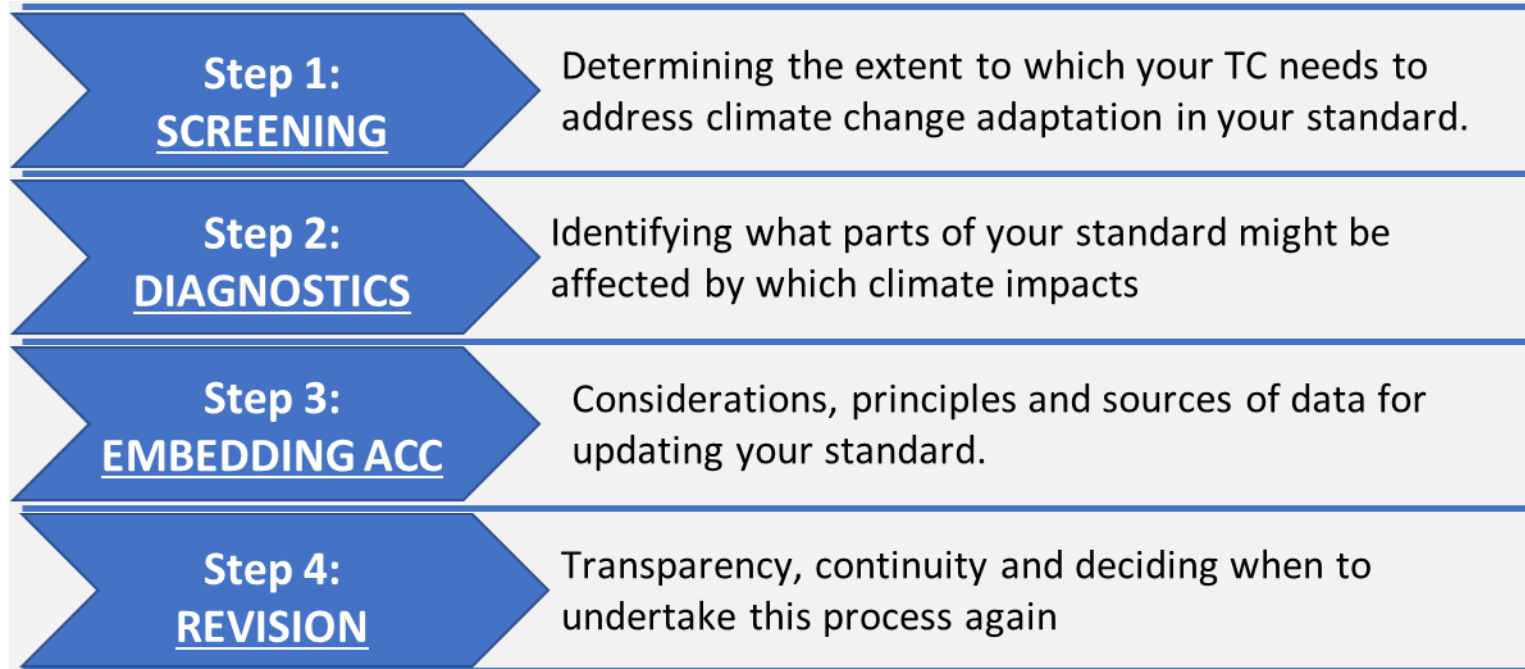 Step 1:
SCREENING
Determining the extent to which your TC needs to
address climate change adaptation in your standard.
Step 2:
DIAGNOSTICS
Identifying what parts of your standard might be
affected by which climate impacts
Step 3:
EMBEDDING ACC
Considerations, principles and sources of data for
updating your standard.
Step 4:
REVISION
Transparency, continuity and deciding when to
undertake this process again